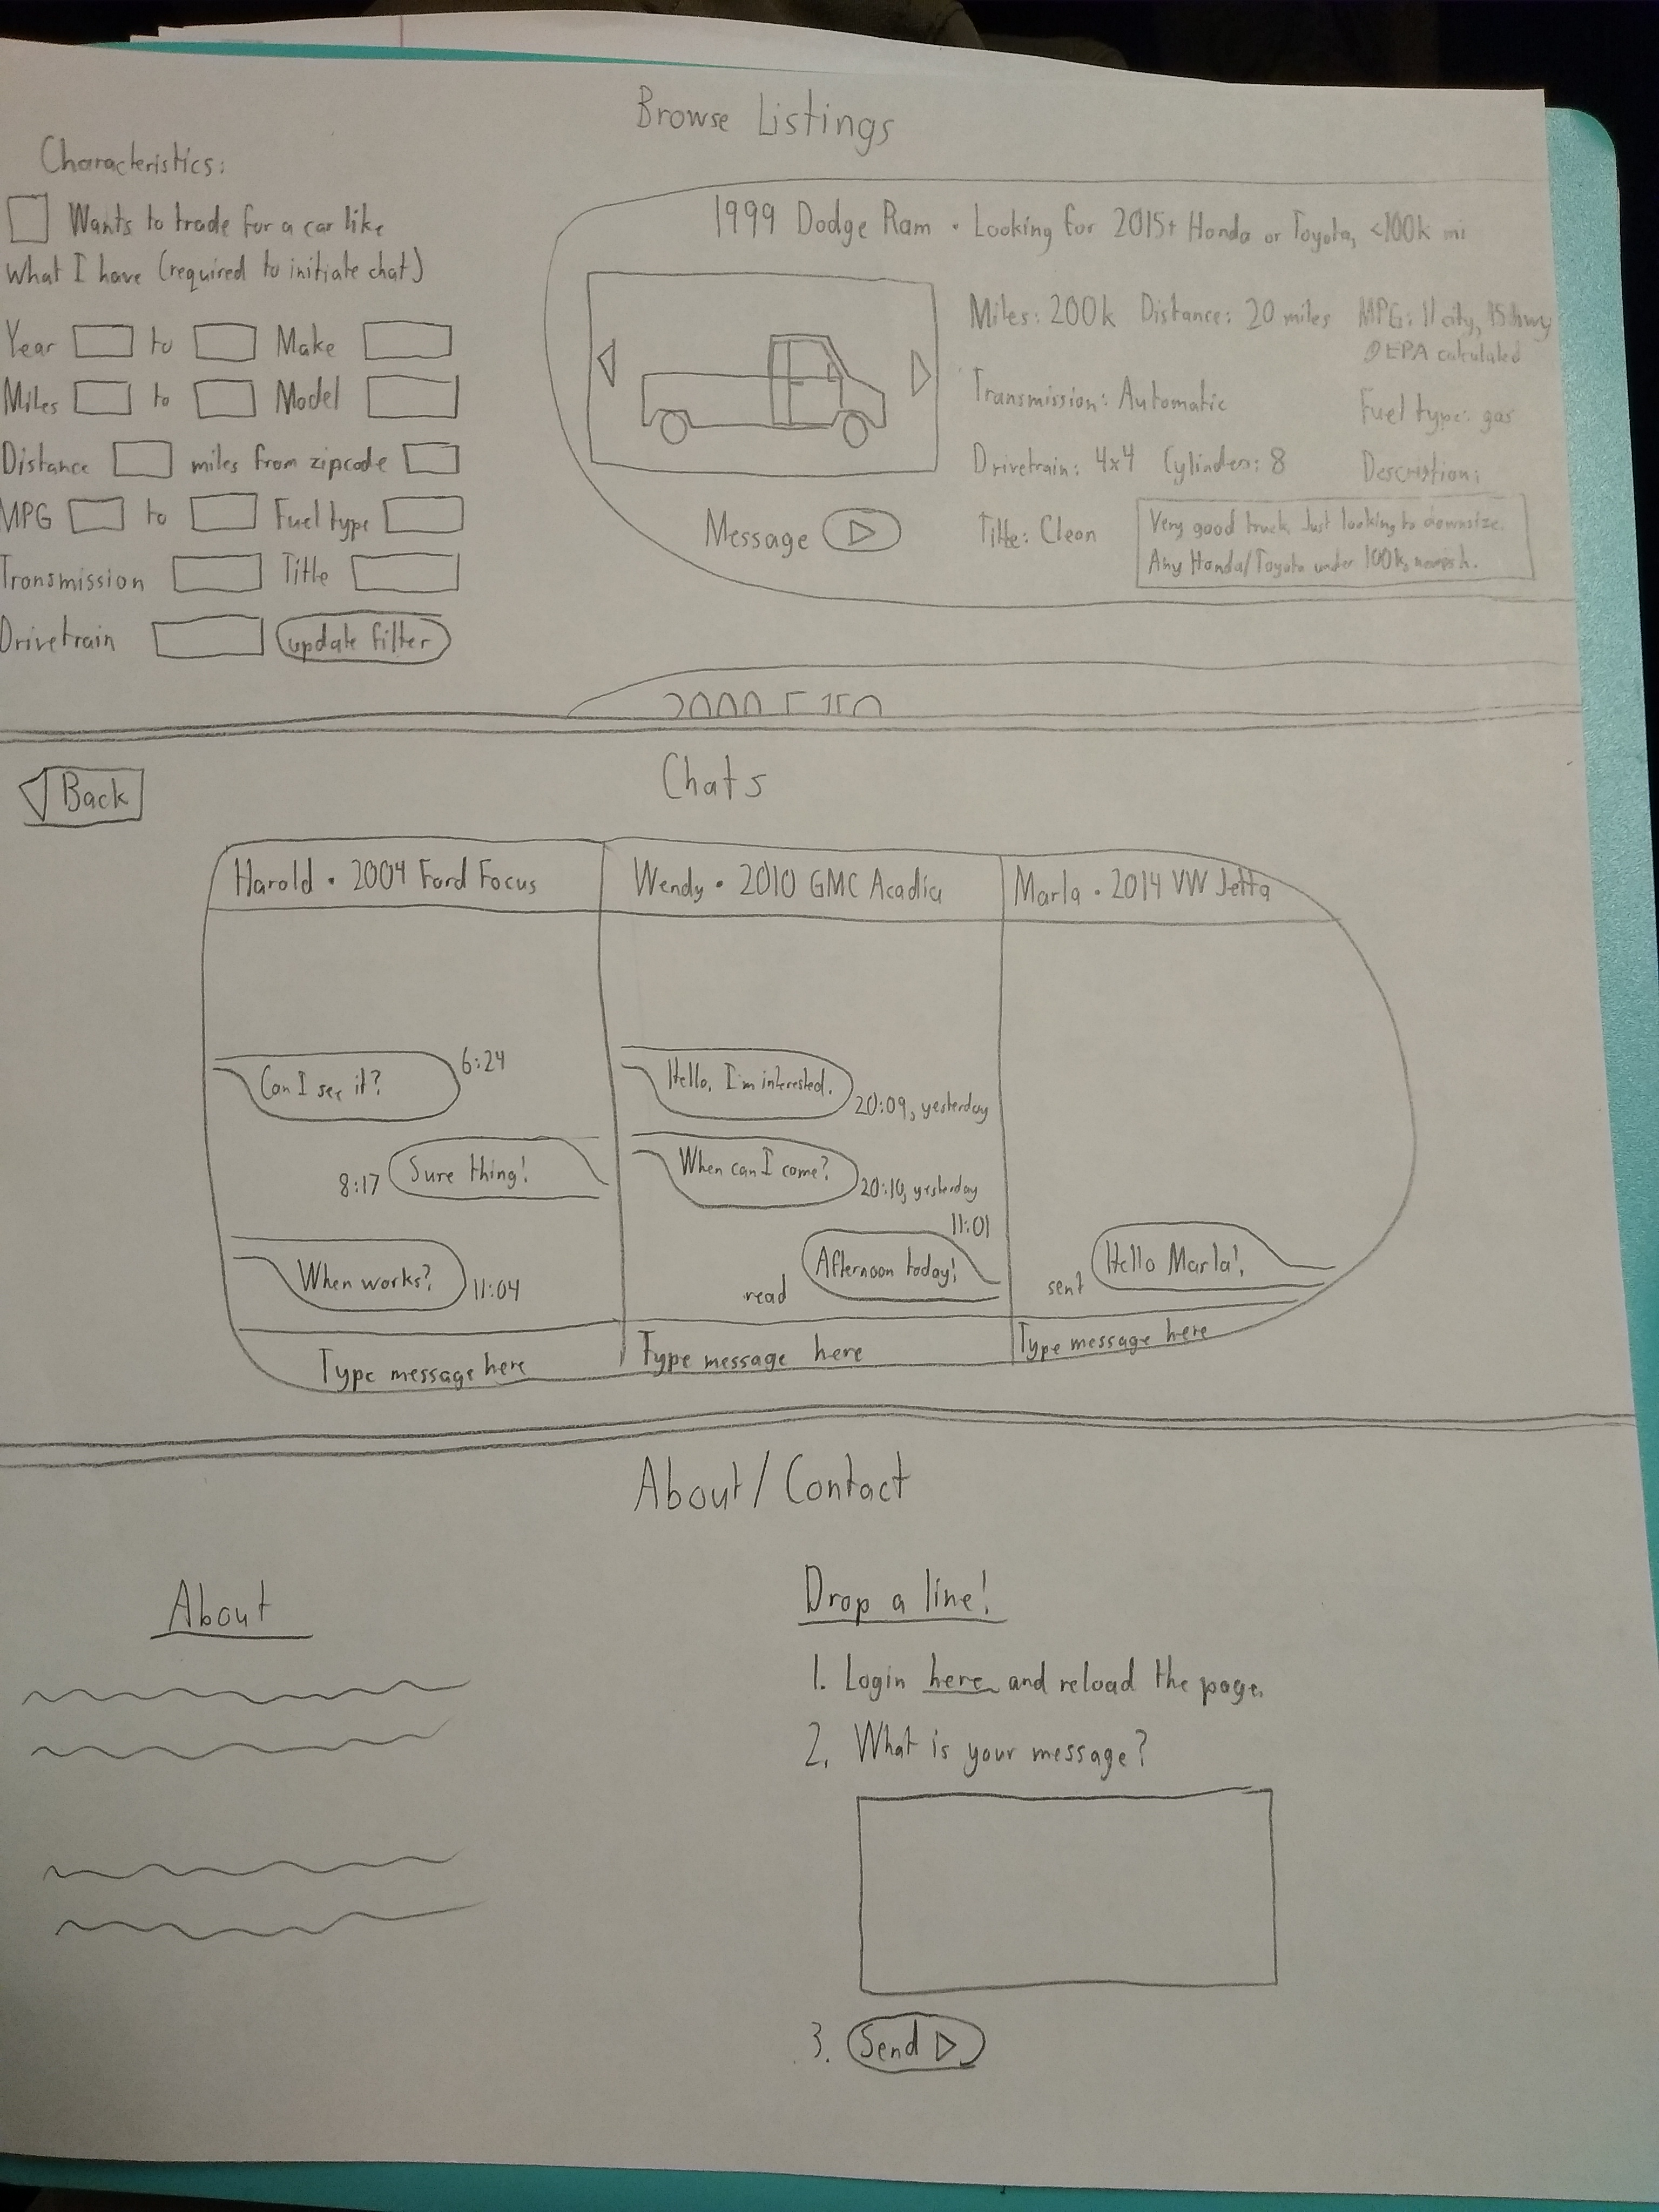 Browse Listings
Characteristics:
Wants to trade for a car like
what I have (required to initiate chat)
Year to Make
Miles to Model
Distance miles from zipcode
MPG to Fuel type
Transmission Title
Drivetrain update filter
1999 Dodge Ram • Looking for 2015+ Honda or Toyota, <100k mi
Miles: 200k Distance: 20 miles MPG: 11 city, 15 hwy
EPA calculated
Transmission: Automatic
Fuel type: gas
Drivetrain: 4x4 Cylinders: 8
Description:
Message
Title: Clean
Very good truck. Just looking to downsize.
Any Honda/Toyota under 100k,
2000 F150
Back
Chats
Harold • 2004 Ford Focus
Can I see it? 6:24
8:17 Sure thing!
When works? 11:04
Type message here
Wendy • 2010 GMC Acadia
Hello, I'm interested.
20:09, yesterday
When can I come?
20:10, yesterday
11:01
Afternoon today!
read
Type message here
Marla • 2014 VW Jetta
Hello Marla!
sent
Type message here
About/Contact
About
Drop a line!
1. Login here and reload the page.
2. What is your message?
3. Send